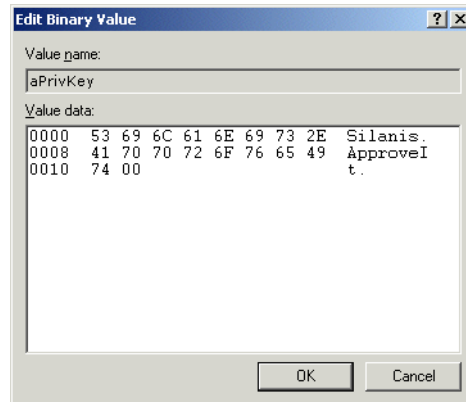 Edit Binary Value
Value name:
aPrivKey
Value data:
0000 53 69 6C 61 6E 69 73 2E Silanis.
0008 41 70 70 72 6F 76 65 49 ApproveI
0010 74 00 t.
OK Cancel